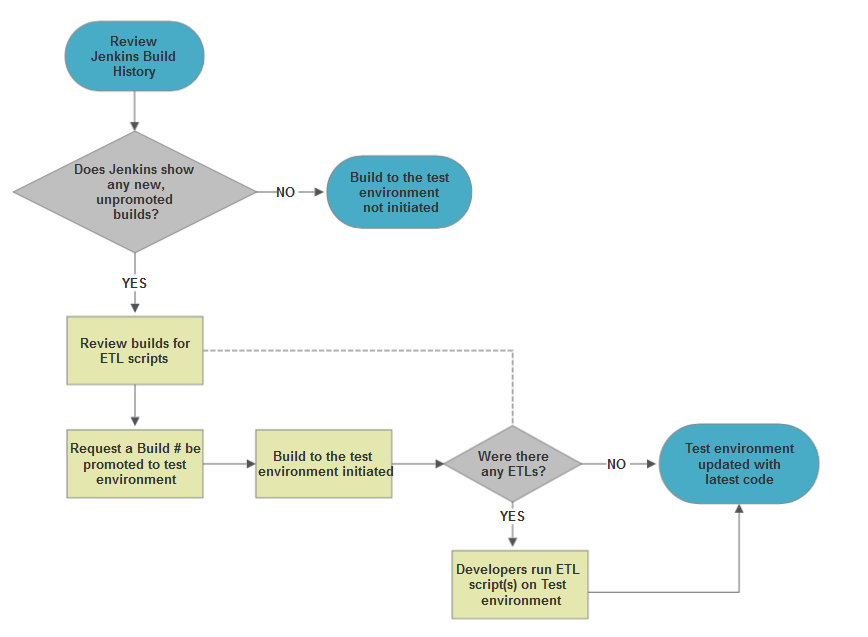 Review
Jenkins Build
History
Does Jenkins show
any new,
unpromoted
builds?
NO
Build to the test
environment
not initiated
YES
Review builds for
ETL scripts
Request a Build # be
promoted to test
environment
Build to the test
environment initiated
Were there
any ETLs?
NO
Test environment
updated with
latest code
YES
Developers run ETL
script(s) on Test
environment